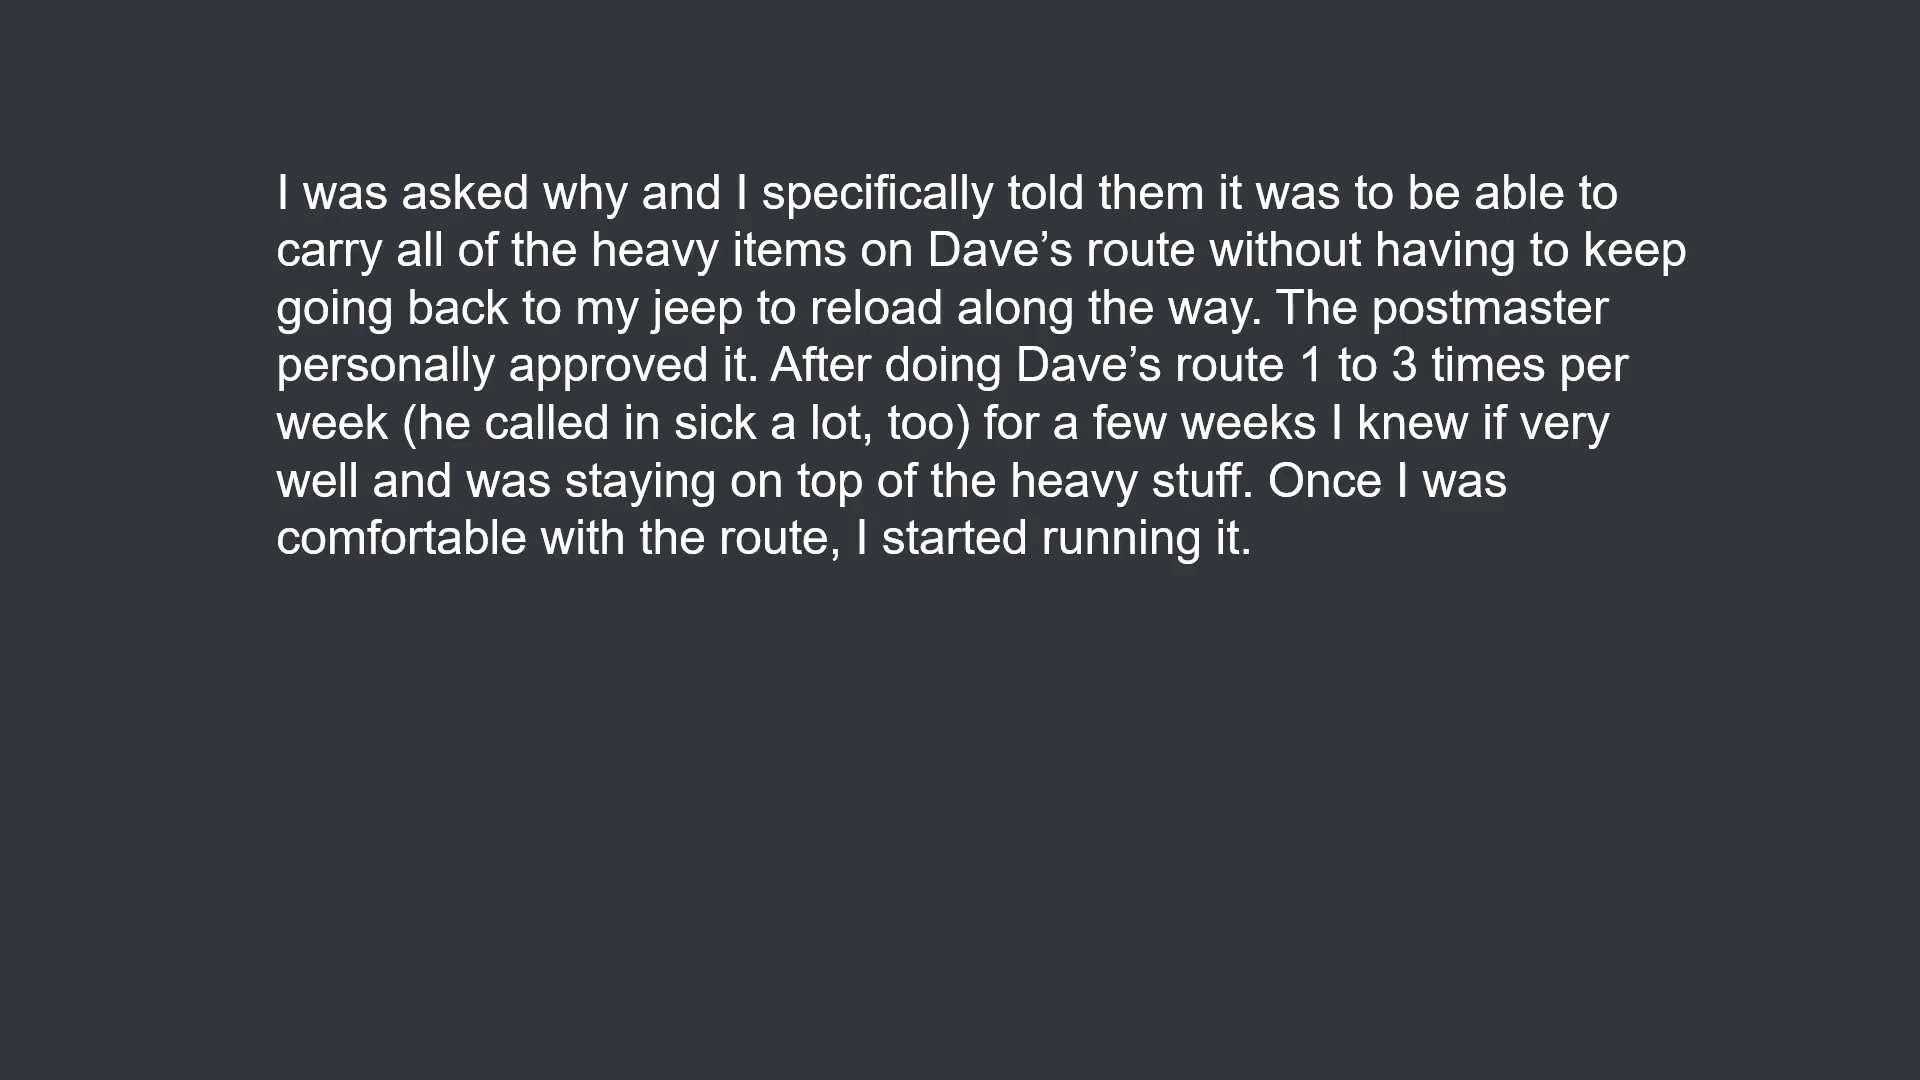 I was asked why and I specifically told them it was to be able to
carry all of the heavy items on Dave’s route without having to keep
going back to my jeep to reload along the way. The postmaster
personally approved it. After doing Dave’s route 1 to 3 times per
week (he called in sick a lot, too) for a few weeks I knew if very
well and was staying on top of the heavy stuff. Once I was
comfortable with the route, I started running it.